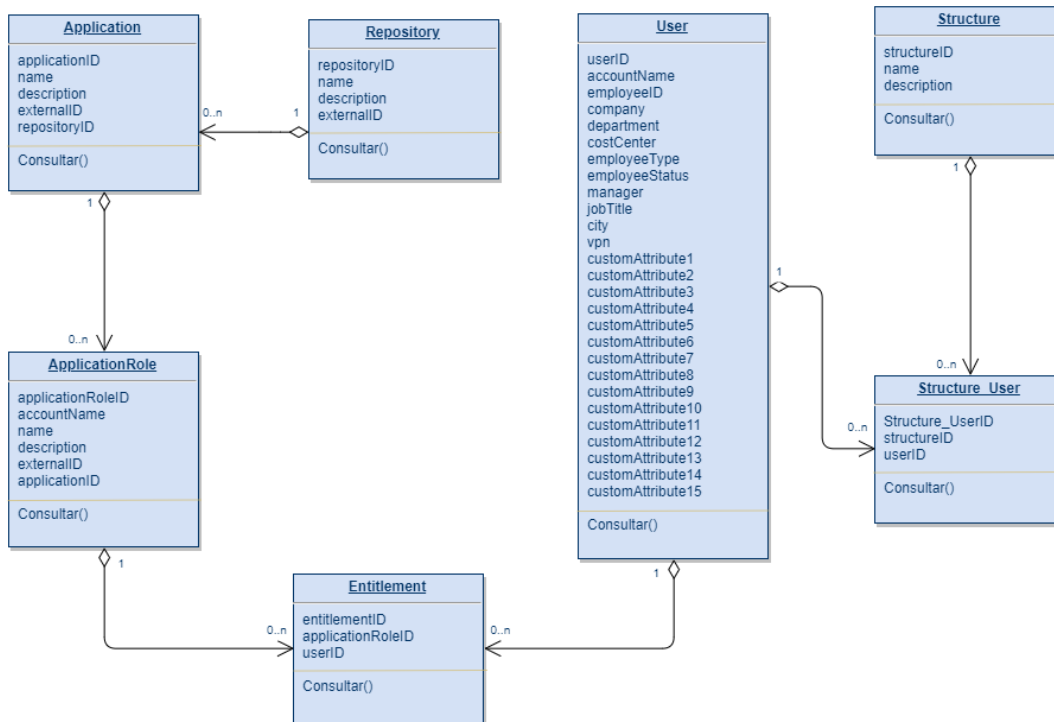 Application
applicationID
name
description
externalID
repositoryID
Consultar()
Repository
repositoryID
name
description
externalID
Consultar()
0..n
1
1
0..n
ApplicationRole
applicationRoleID
accountName
name
description
externalID
applicationID
Consultar()
1
0..n
Entitlement
entitlementID
applicationRoleID
userID
Consultar()
User
userID
accountName
employeeID
company
department
costCenter
employeeType
employeeStatus
manager
jobTitle
city
vpn
customAttribute1
customAttribute2
customAttribute3
customAttribute4
customAttribute5
customAttribute6
customAttribute7
customAttribute8
customAttribute9
customAttribute10
customAttribute11
customAttribute12
customAttribute13
customAttribute14
customAttribute15
Consultar()
1
0..n
1
0..n
Structure
structureID
name
description
Consultar()
1
0..n
Structure_User
Structure_UserID
structureID
userID
Consultar()